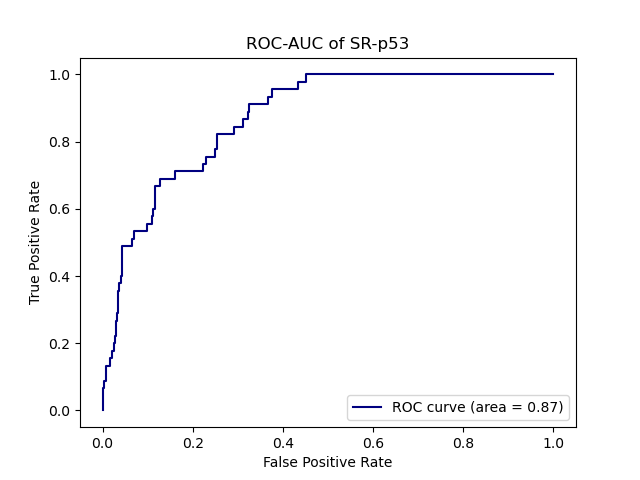 ROC-AUC of SR-p53
True Positive Rate
1.0
0.8
0.6
0.4
0.2
0.0
ROC curve (area = 0.87)
0.0 0.2 0.4 0.6 0.8 1.0
False Positive Rate